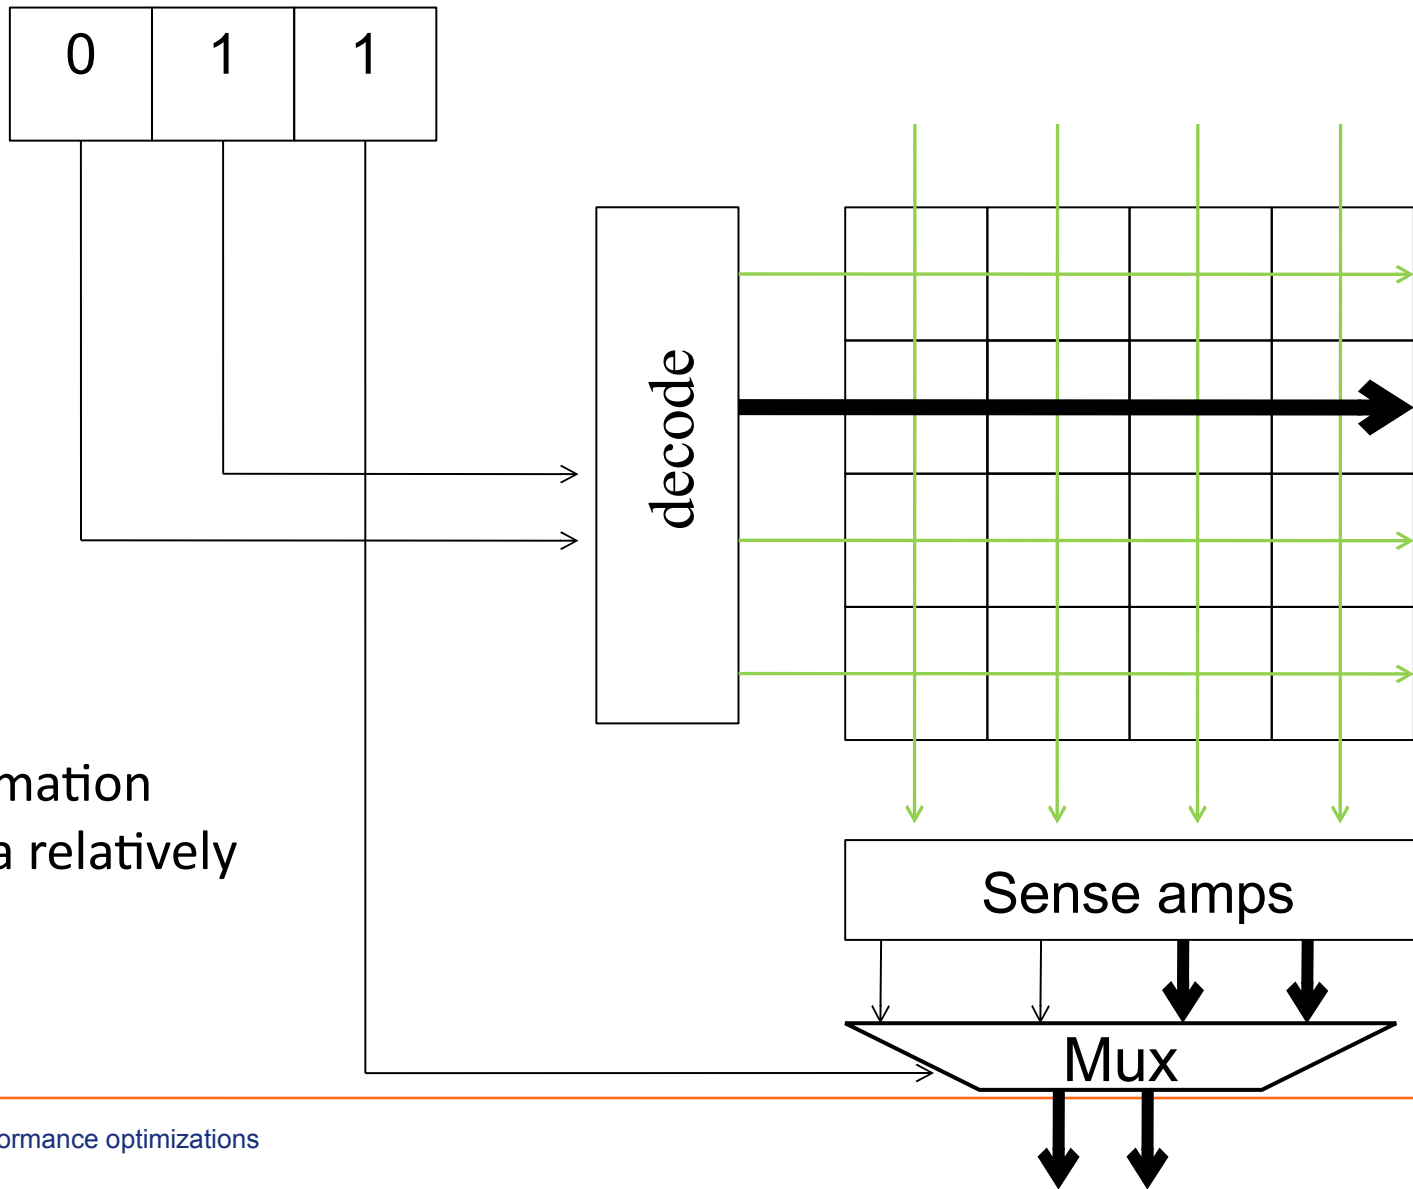 0 1 1
decode
mation
a relatively
Sense amps
Mux
ormance optimizations